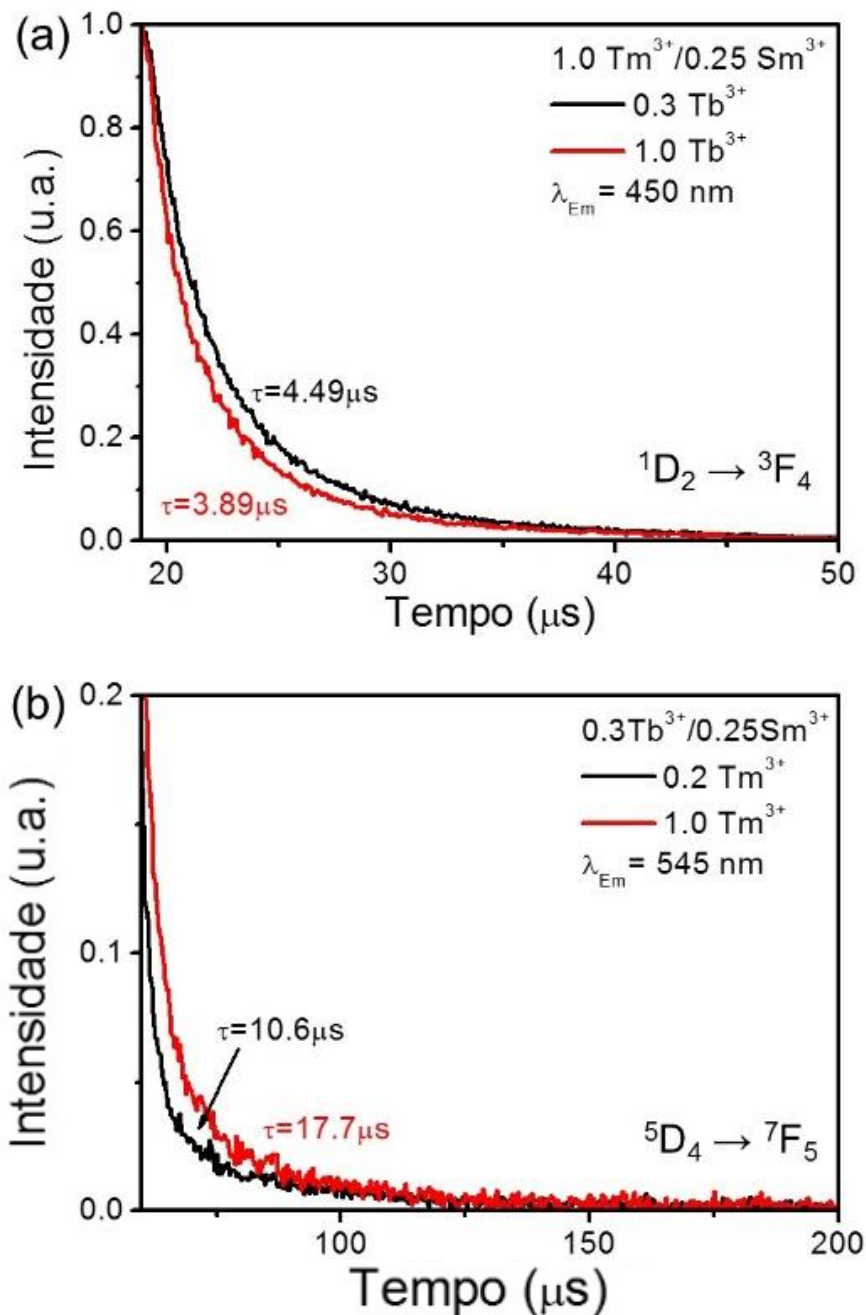 (a)
1.0
0.8
0.6
0.4
0.2
0.0
Intensidade (u.a.)
1.0 Tm³⁺/0.25 Sm³⁺
0.3 Tb³⁺
1.0 Tb³⁺
λEm = 450 nm
τ=4.49μs
τ=3.89μs
¹D₂ → ³F₄
20 30 40 50
Tempo (μs)
(b)
0.2
0.1
0.0
Intensidade (u.a.)
0.3Tb³⁺/0.25Sm³⁺
0.2 Tm³⁺
1.0 Tm³⁺
λEm = 545 nm
τ=10.6μs
τ=17.7μs
⁵D₄ → ⁷F₅
100 150 200
Tempo (μs)